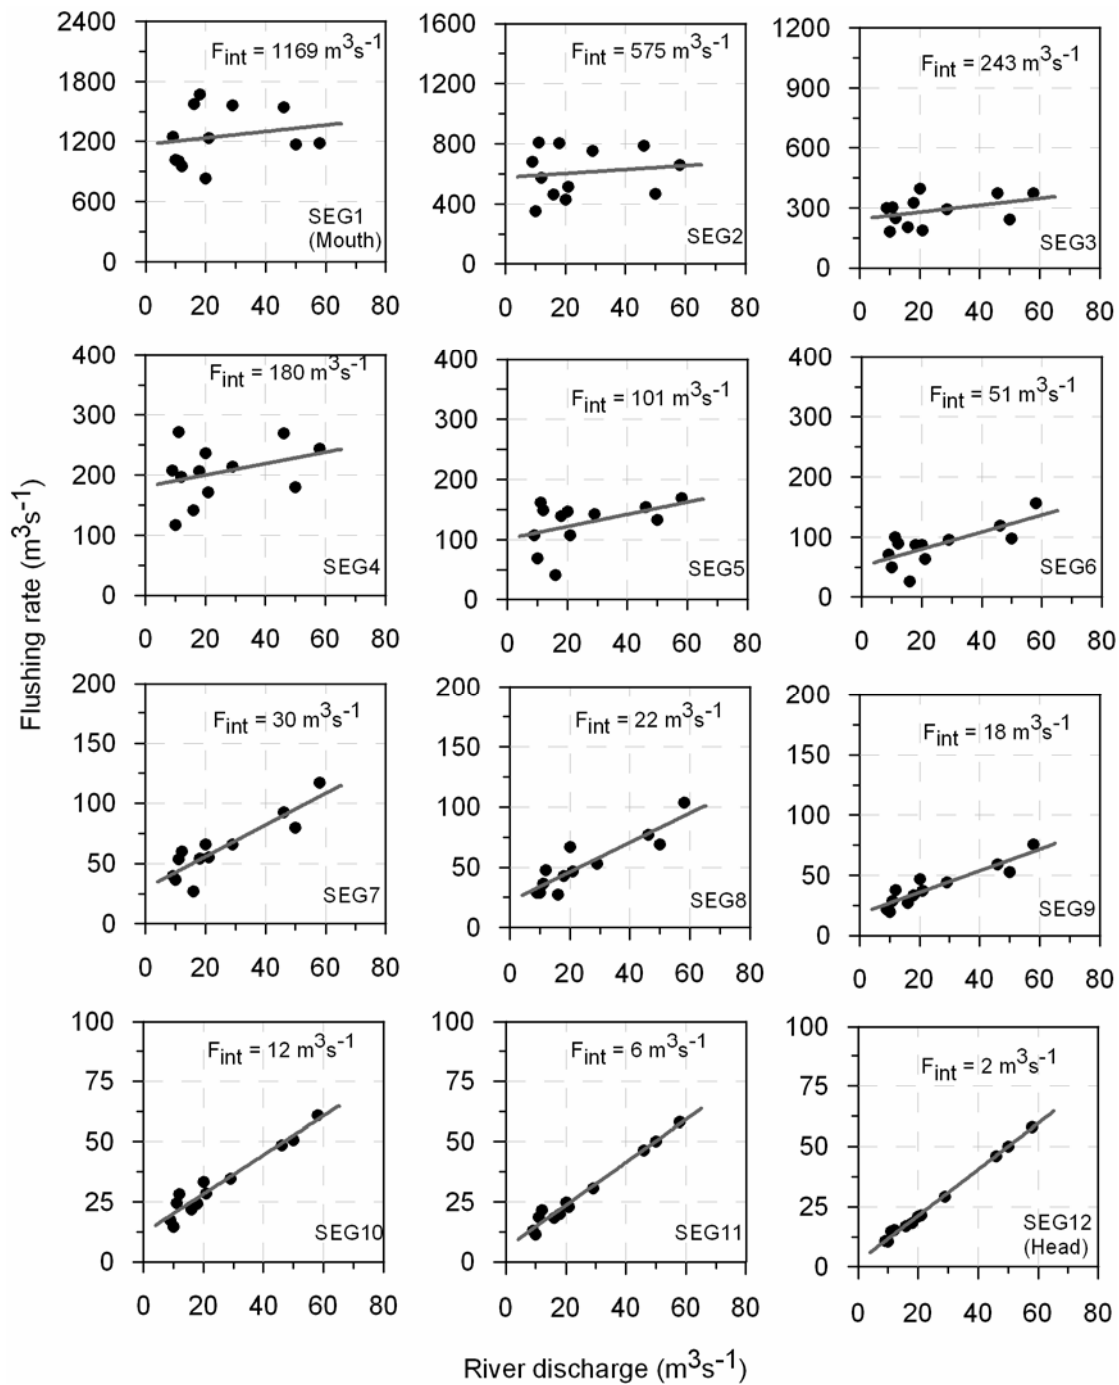 Flushing rate (m³s⁻¹)
2400
1800
1200
600
0
0 20 40 60 80
F_int = 1169 m³s⁻¹
SEG1
(Mouth)
1600
1200
800
400
0
0 20 40 60 80
F_int = 575 m³s⁻¹
SEG2
1200
900
600
300
0
0 20 40 60 80
F_int = 243 m³s⁻¹
SEG3
400
300
200
100
0
0 20 40 60 80
F_int = 180 m³s⁻¹
SEG4
400
300
200
100
0
0 20 40 60 80
F_int = 101 m³s⁻¹
SEG5
400
300
200
100
0
0 20 40 60 80
F_int = 51 m³s⁻¹
SEG6
200
150
100
50
0
0 20 40 60 80
F_int = 30 m³s⁻¹
SEG7
200
150
100
50
0
0 20 40 60 80
F_int = 22 m³s⁻¹
SEG8
200
150
100
50
0
0 20 40 60 80
F_int = 18 m³s⁻¹
SEG9
100
75
50
25
0
0 20 40 60 80
F_int = 12 m³s⁻¹
SEG10
100
75
50
25
0
0 20 40 60 80
F_int = 6 m³s⁻¹
SEG11
100
75
50
25
0
0 20 40 60 80
F_int = 2 m³s⁻¹
SEG12
(Head)
River discharge (m³s⁻¹)